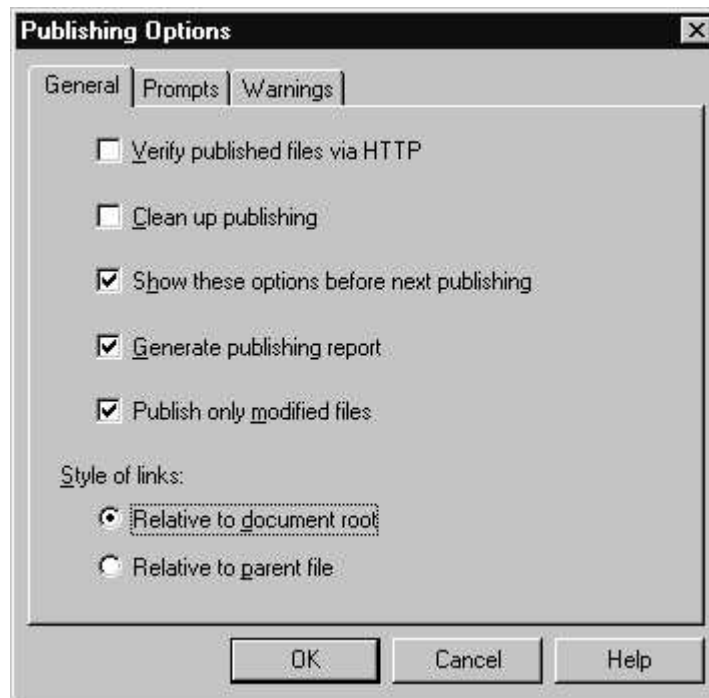 Publishing Options
General Prompts Warnings
Verify published files via HTTP
Clean up publishing
Show these options before next publishing
Generate publishing report
Publish only modified files
Style of links:
Relative to document root
Relative to parent file
OK Cancel Help